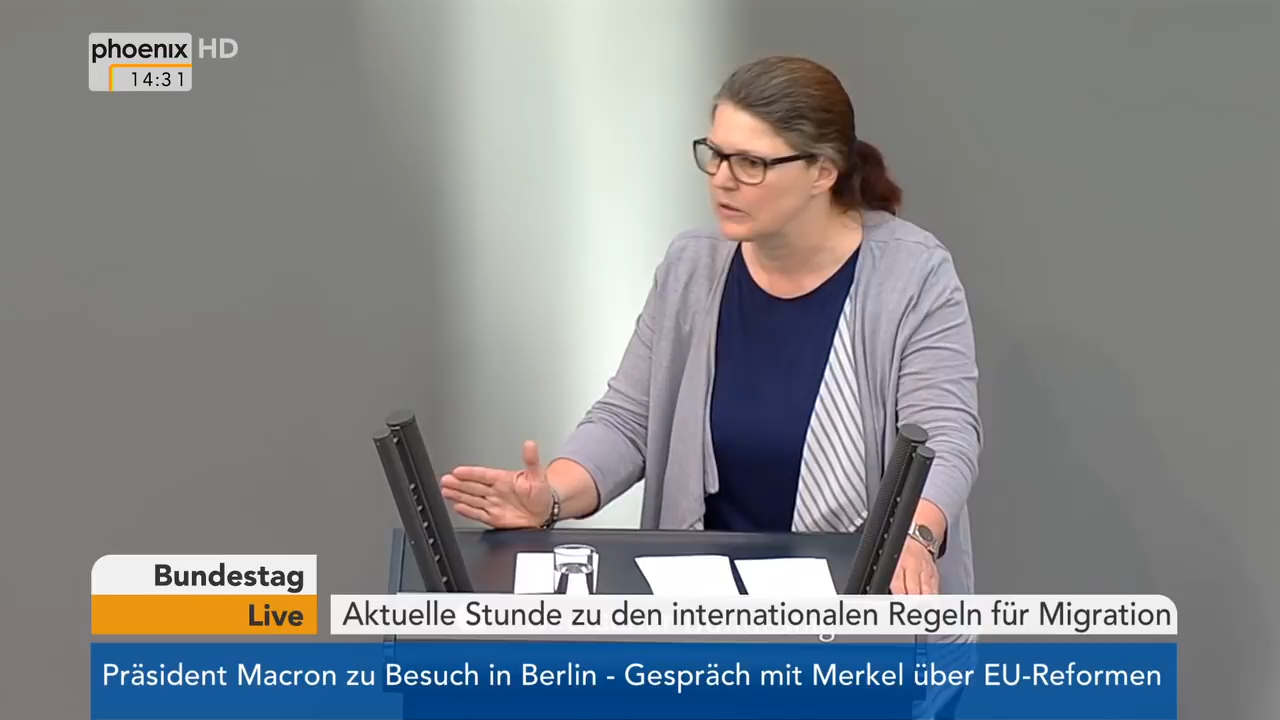 phoenix HD
14:31
Bundestag
Live
Aktuelle Stunde zu den internationalen Regeln für Migration
Präsident Macron zu Besuch in Berlin - Gespräch mit Merkel über EU-Reformen